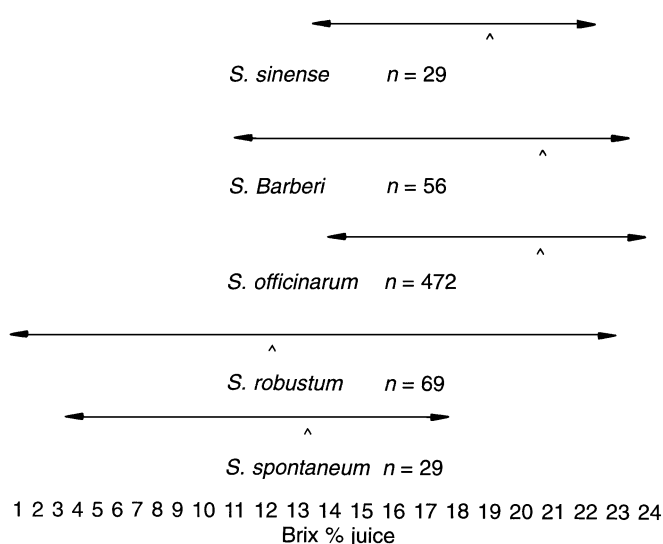 S. sinense n = 29
S. Barberi n = 56
S. officinarum n = 472
S. robustum n = 69
S. spontaneum n = 29
1 2 3 4 5 6 7 8 9 10 11 12 13 14 15 16 17 18 19 20 21 22 23 24
Brix % juice